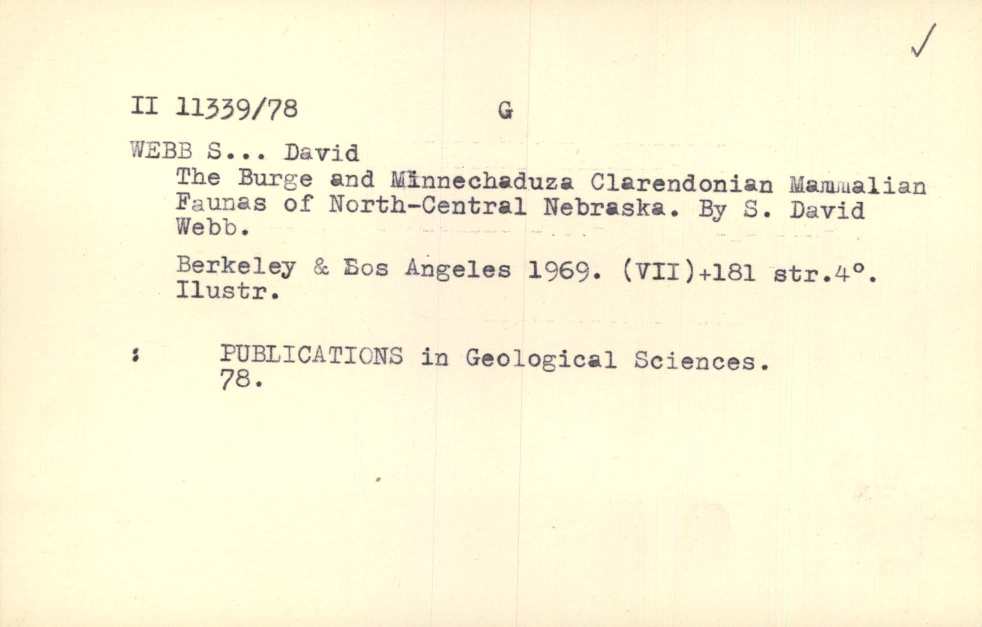 ✓
II 11339/78 G
WEBB S... David
The Burge and Minnechaduza Clarendonian Mammalian
Faunas of North-Central Nebraska. By S. David
Webb.
Berkeley & Los Angeles 1969. (VII)+181 str.4°.
Ilustr.
: PUBLICATIONS in Geological Sciences.
78.